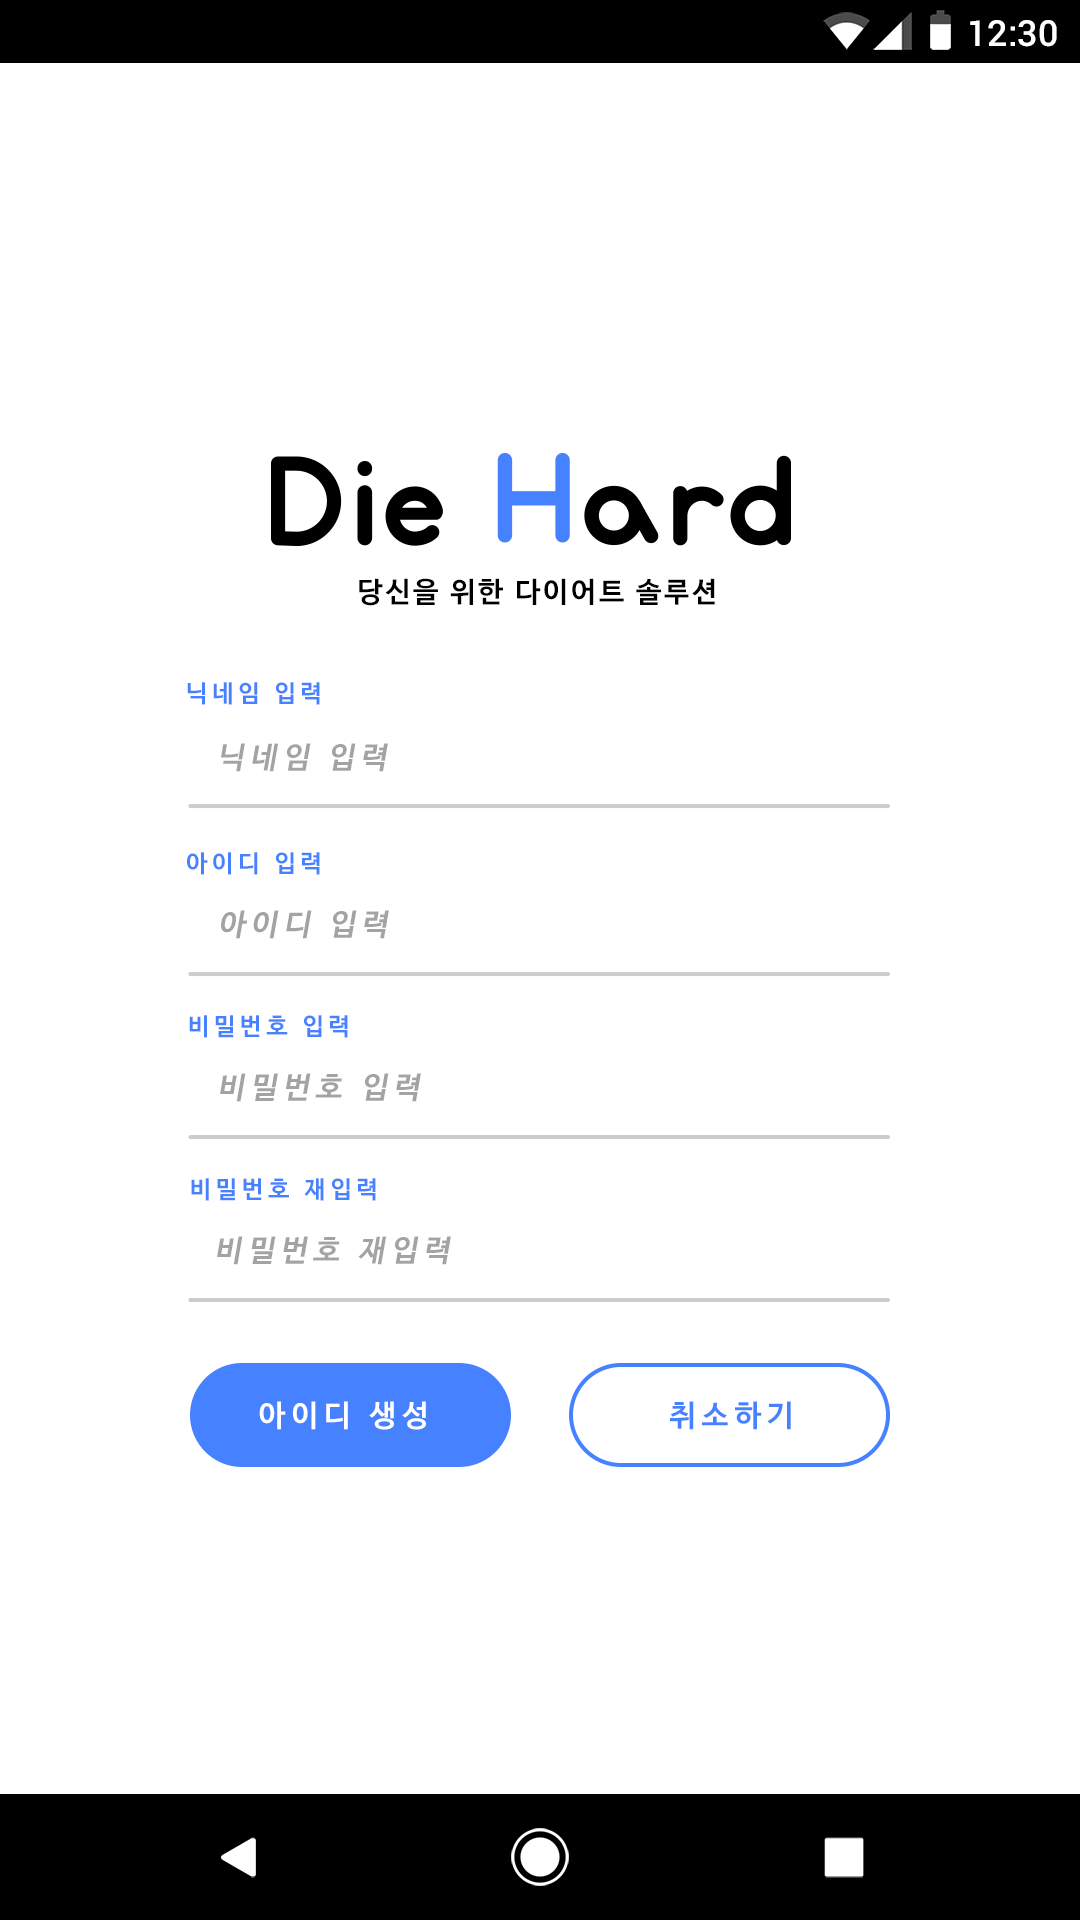 12:30
Die Hard
당신을 위한 다이어트 솔루션
닉네임 입력
닉네임 입력
아이디 입력
아이디 입력
비밀번호 입력
비밀번호 입력
비밀번호 재입력
비밀번호 재입력
아이디 생성 취소하기